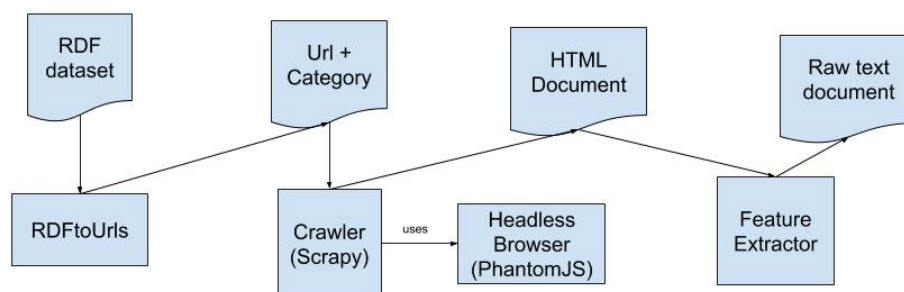 RDF
dataset
Url +
Category
HTML
Document
Raw text
document
RDFtoUrls
Crawler
(Scrapy)
uses
Headless
Browser
(PhantomJS)
Feature
Extractor